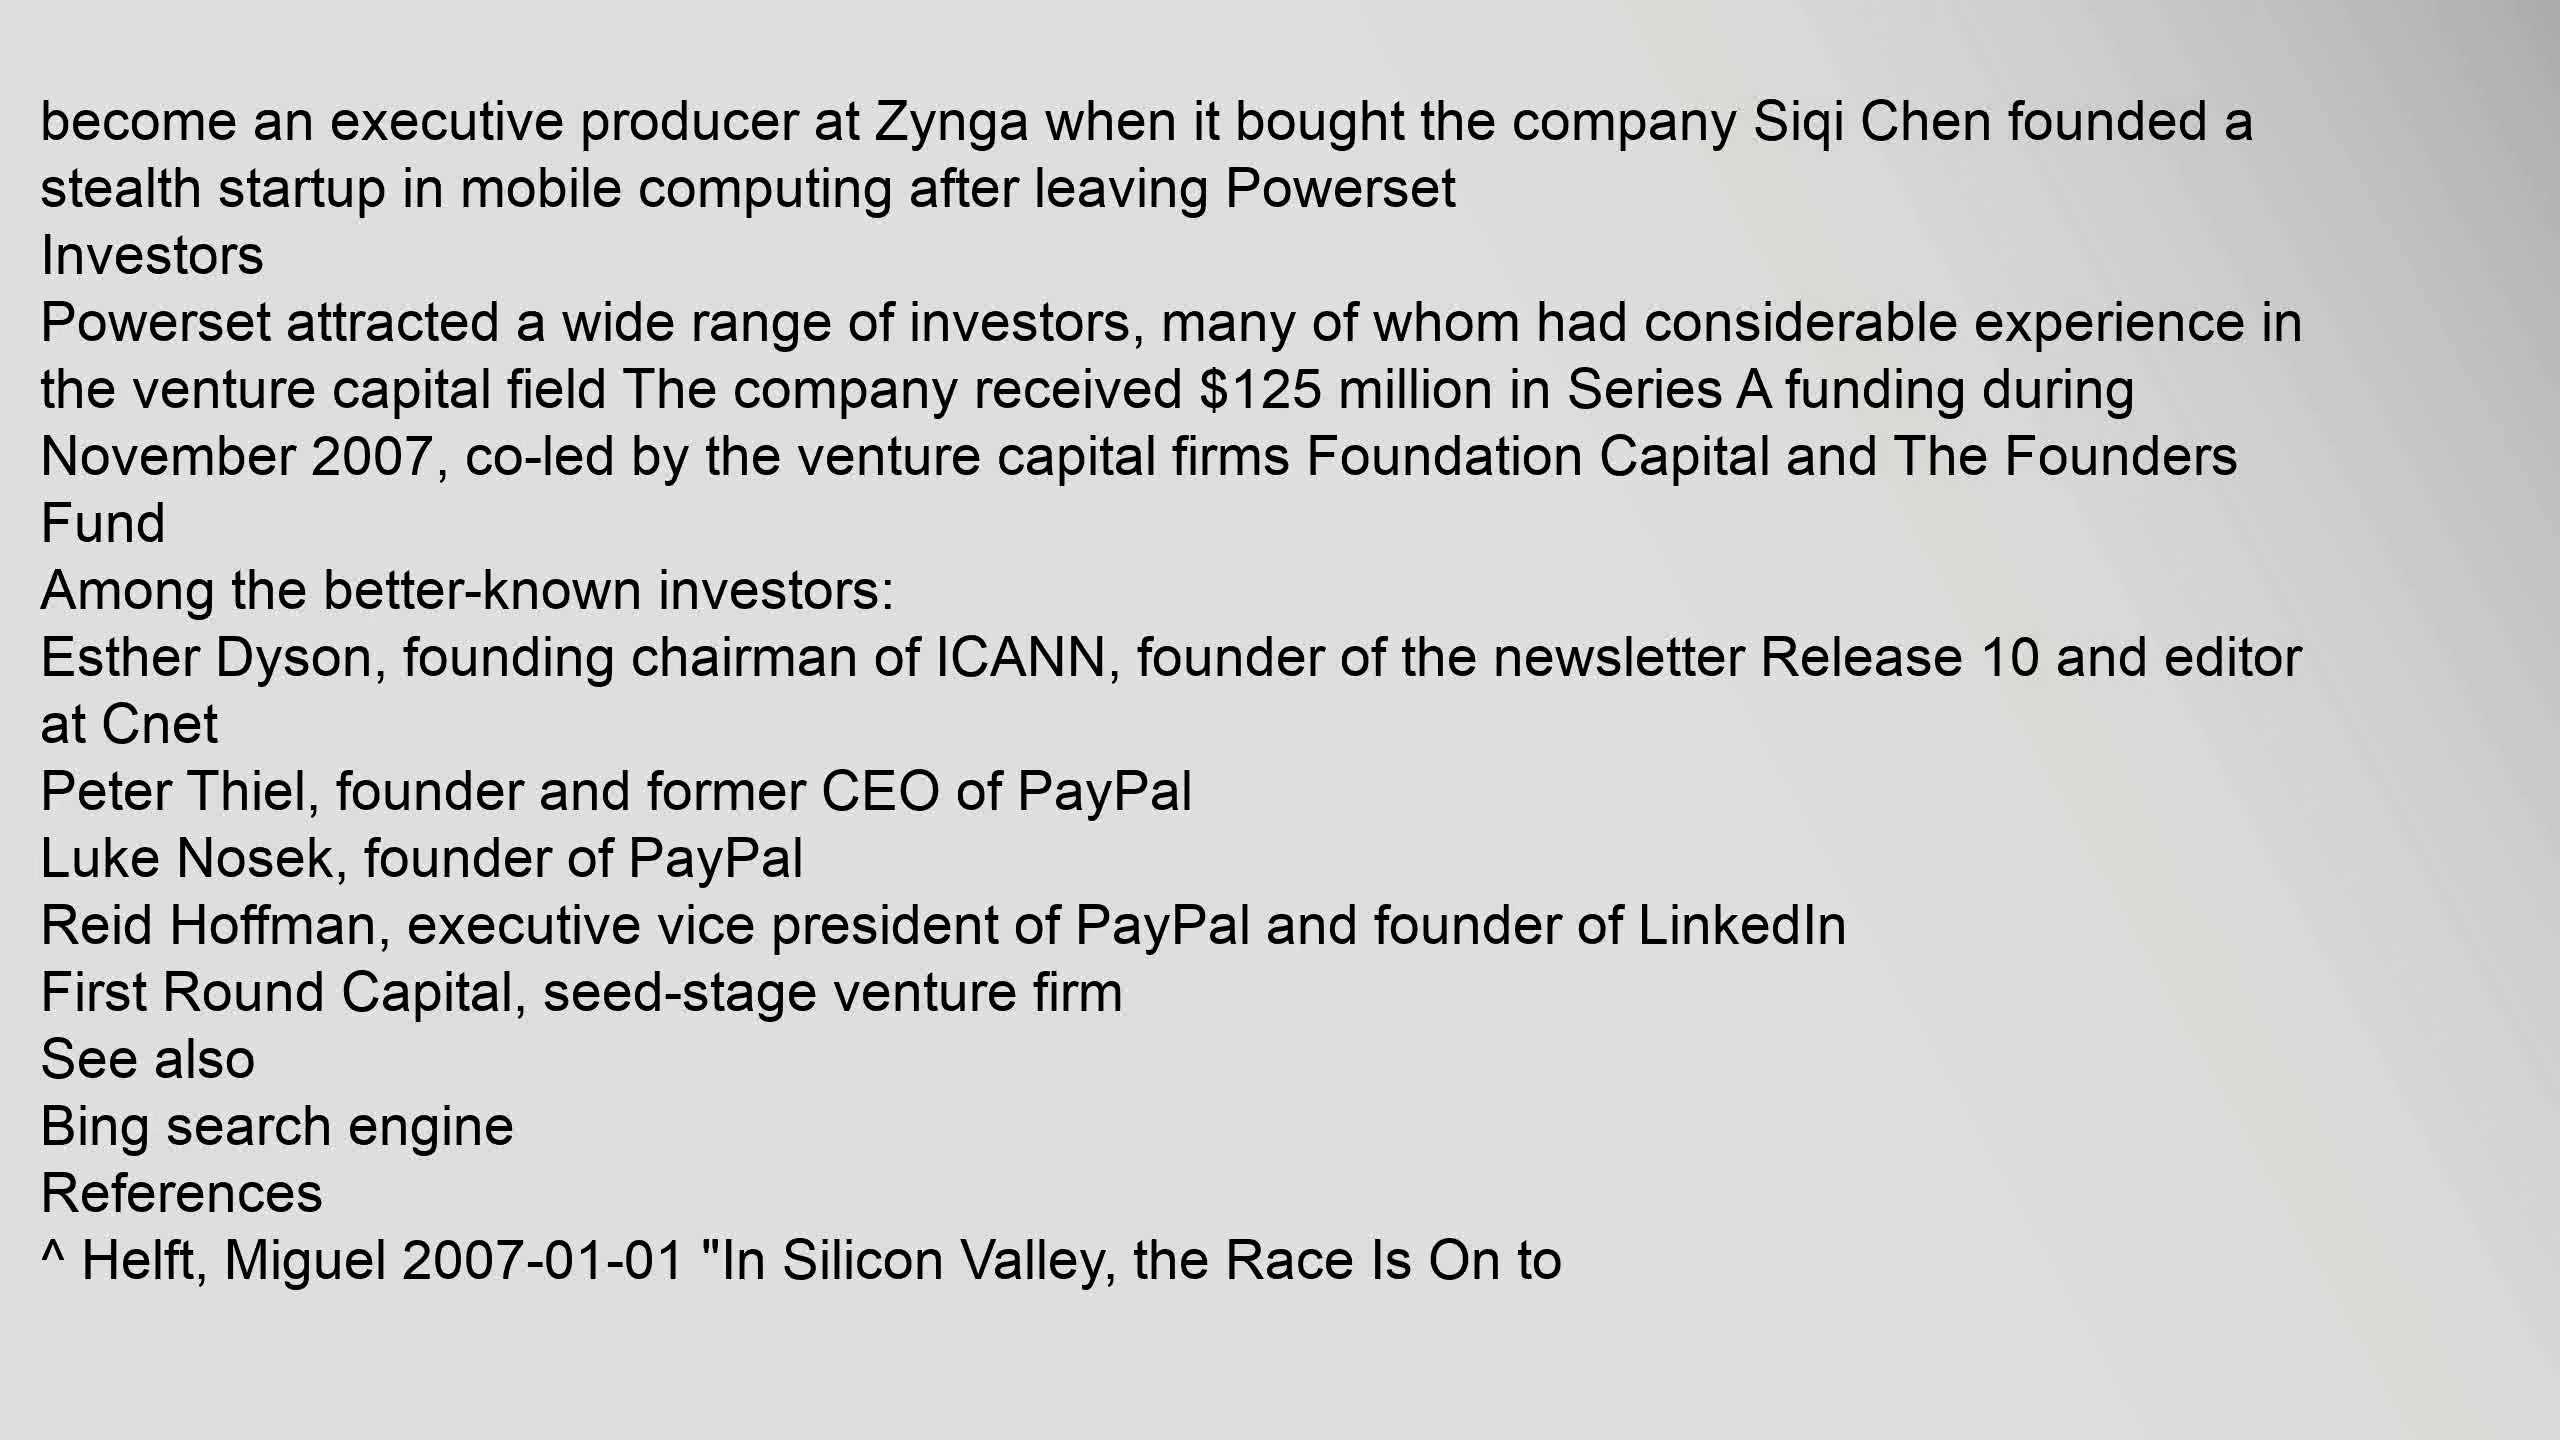 become an executive producer at Zynga when it bought the company Siqi Chen founded a
stealth startup in mobile computing after leaving Powerset
Investors
Powerset attracted a wide range of investors, many of whom had considerable experience in
the venture capital field The company received $125 million in Series A funding during
November 2007, co-led by the venture capital firms Foundation Capital and The Founders
Fund
Among the better-known investors:
Esther Dyson, founding chairman of ICANN, founder of the newsletter Release 10 and editor
at Cnet
Peter Thiel, founder and former CEO of PayPal
Luke Nosek, founder of PayPal
Reid Hoffman, executive vice president of PayPal and founder of LinkedIn
First Round Capital, seed-stage venture firm
See also
Bing search engine
References
^ Helft, Miguel 2007-01-01 "In Silicon Valley, the Race Is On to